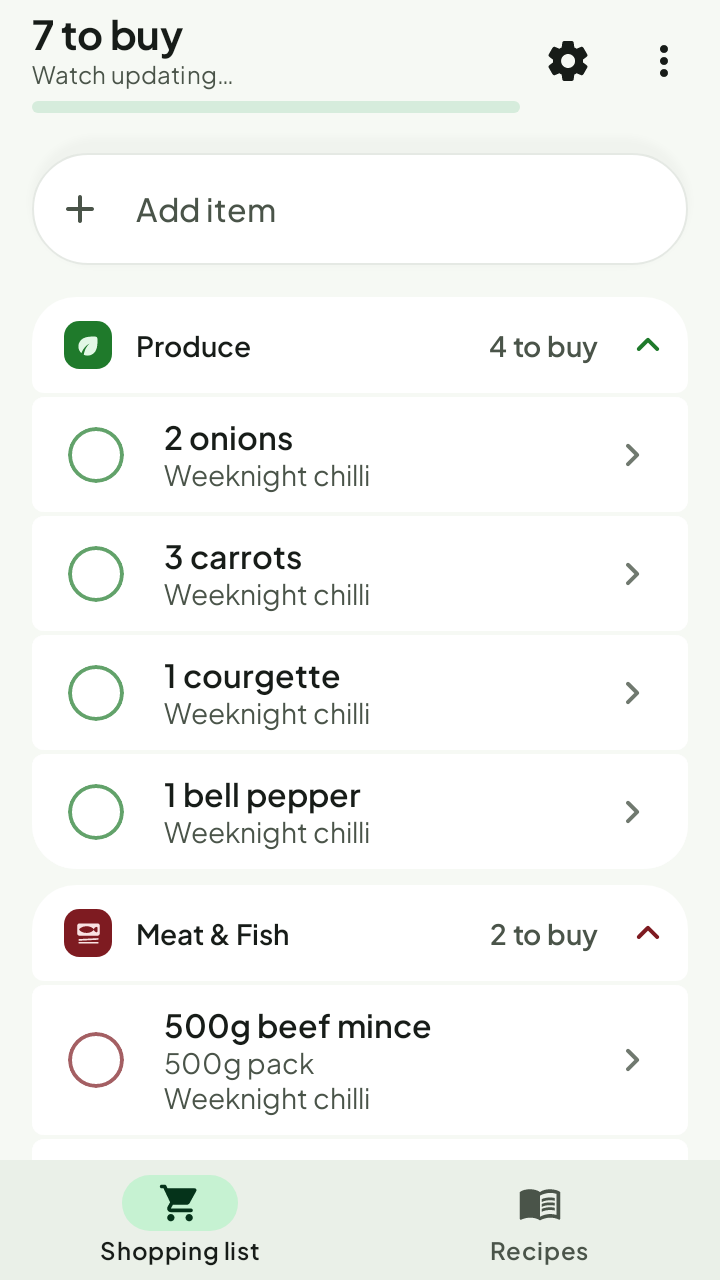 7 to buy
Watch updating...
Add item
Produce
4 to buy
2 onions
Weeknight chilli
3 carrots
Weeknight chilli
1 courgette
Weeknight chilli
1 bell pepper
Weeknight chilli
Meat & Fish
2 to buy
500g beef mince
500g pack
Weeknight chilli
Shopping list
Recipes